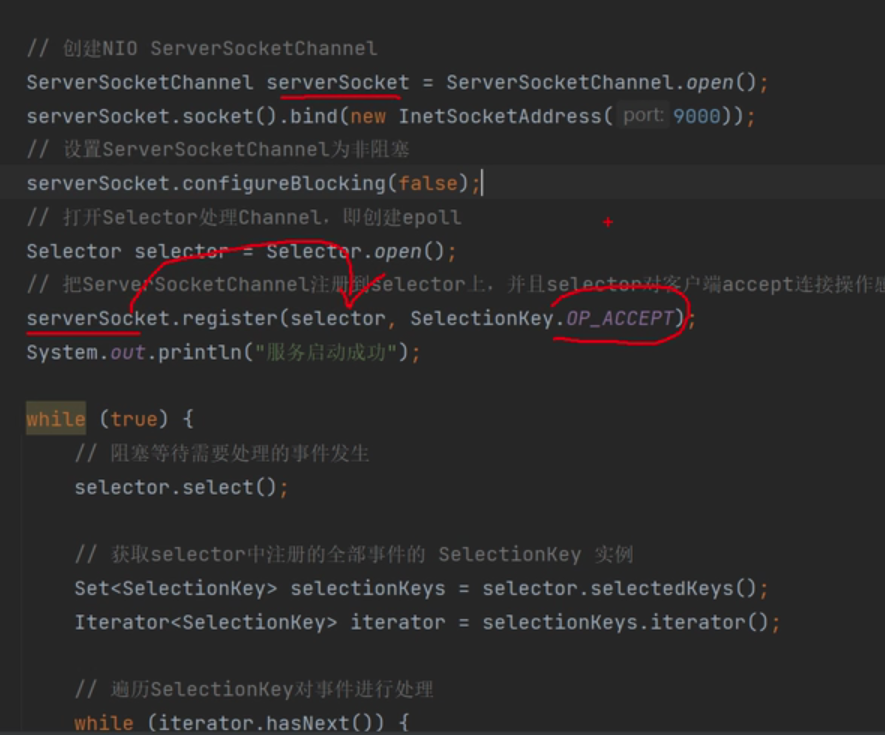 // 创建NIO ServerSocketChannel
ServerSocketChannel serverSocket = ServerSocketChannel.open();
serverSocket.socket().bind(new InetSocketAddress( port: 9000));
// 设置ServerSocketChannel为非阻塞
serverSocket.configureBlocking(false);
// 打开Selector处理Channel，即创建epoll
Selector selector = Selector.open();
// 把ServerSocketChannel注册到selector上，并且selector对客户端accept连接操作感
serverSocket.register(selector, SelectionKey.OP_ACCEPT);
System.out.println("服务启动成功");
while (true) {
// 阻塞等待需要处理的事件发生
selector.select();
// 获取selector中注册的全部事件的 SelectionKey 实例
Set<SelectionKey> selectionKeys = selector.selectedKeys();
Iterator<SelectionKey> iterator = selectionKeys.iterator();
// 遍历SelectionKey对事件进行处理
while (iterator.hasNext()) {